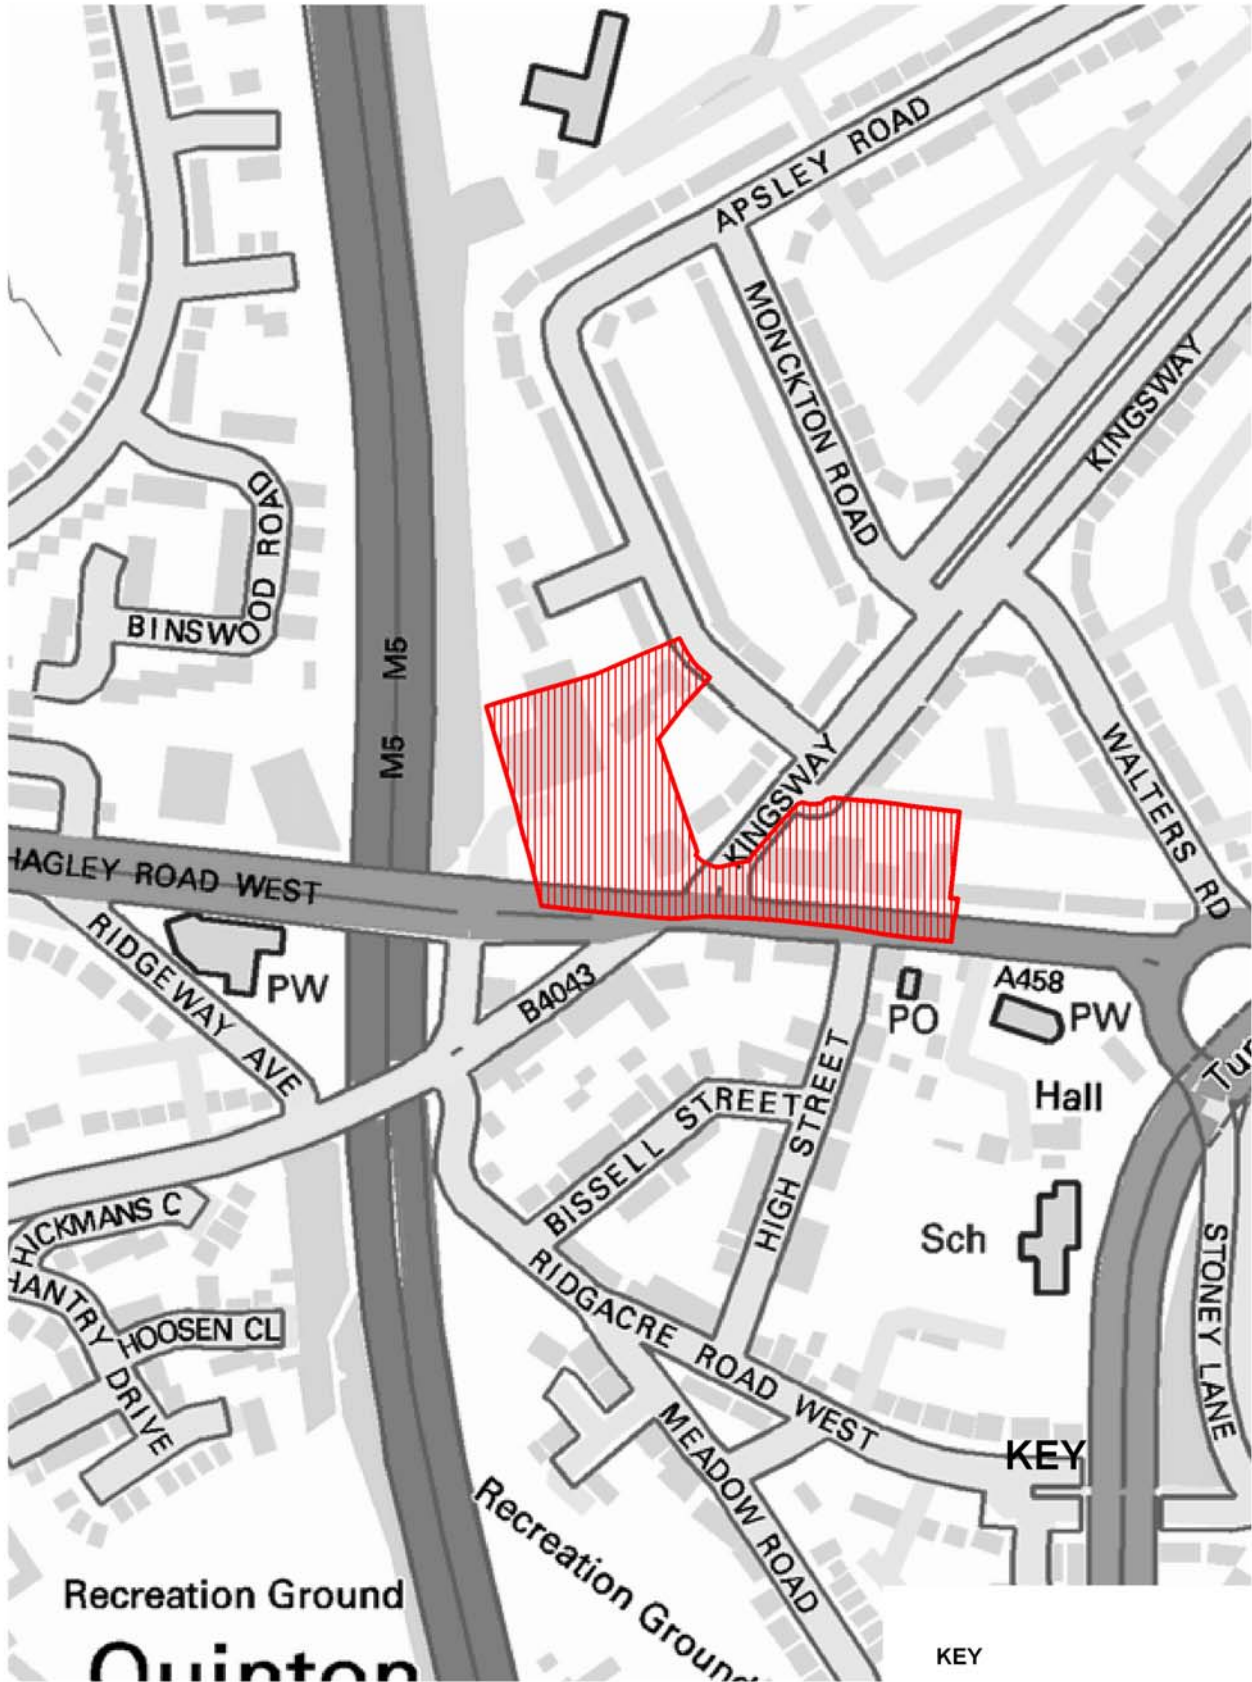 APSLEY ROAD
MONCKTON ROAD
KINGSWAY
BINSWOOD ROAD
M5
M5
KINGSWAY
WALTERS RD
HAGLEY ROAD WEST
RIDGEWAY AVE
PW
B4043
A458
PO
PW
Hall
BISSELL STREET
HIGH STREET
Sch
HICKMANS C
HANTRY DRIVE
HOOSEN CL
RIDGACRE ROAD WEST
STONEY LANE
MEADOW ROAD
KEY
Recreation Ground
Recreation Ground
Quinton
KEY